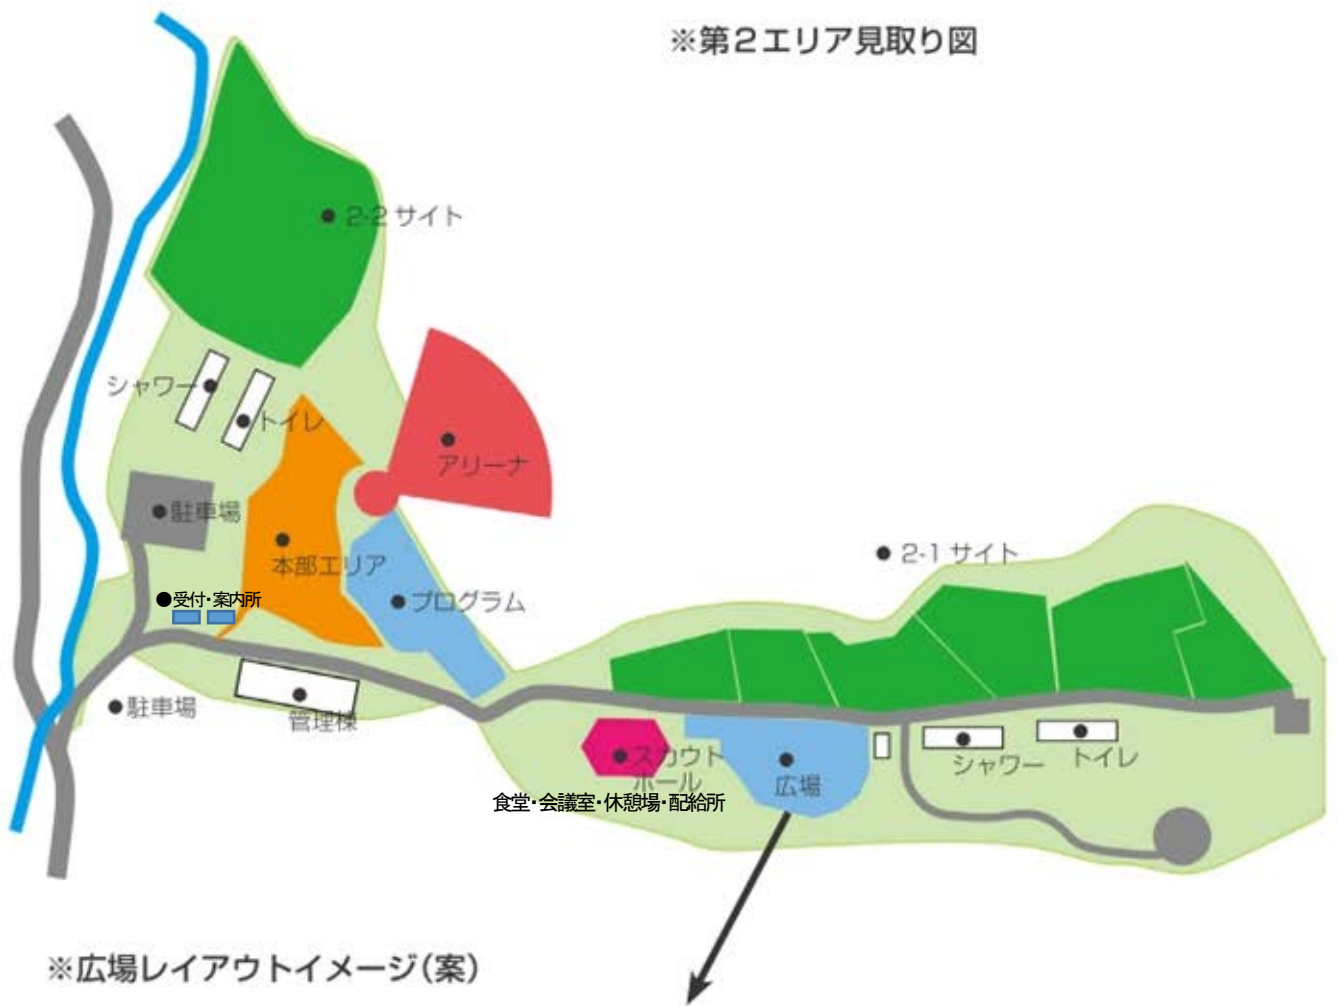 ※第2エリア見取り図
2-2 サイト
シャワー
トイレ
アリーナ
駐車場
本部エリア
2-1 サイト
受付・案内所
プログラム
駐車場
管理棟
スカウト
ホール
広場
シャワー
トイレ
食堂・会議室・休憩場・配給所
※広場レイアウトイメージ(案)